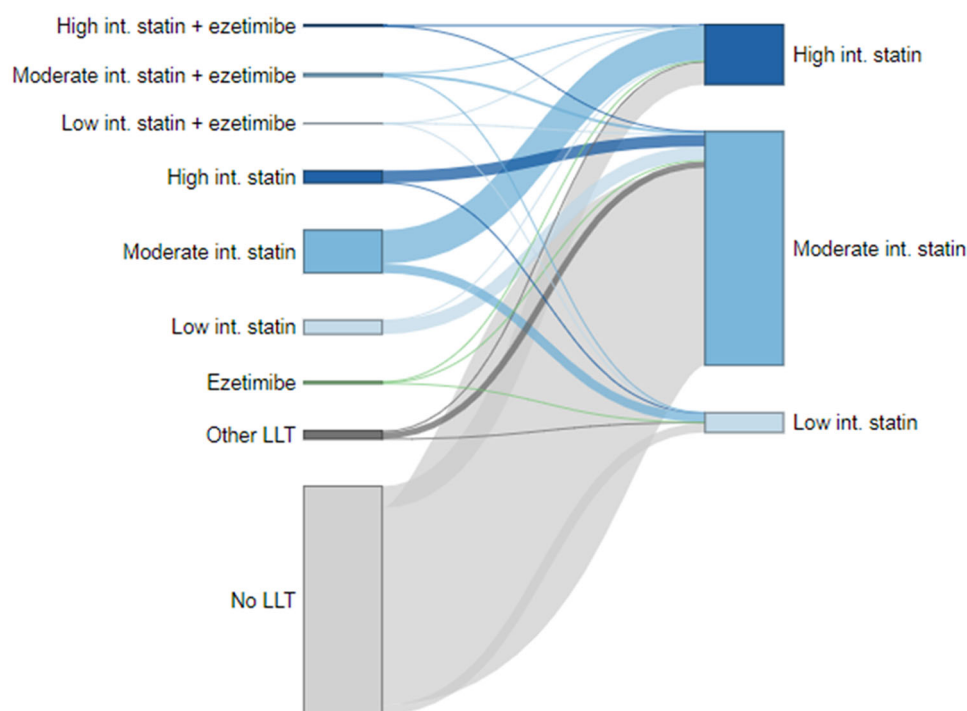 High int. statin + ezetimibe
Moderate int. statin + ezetimibe
Low int. statin + ezetimibe
High int. statin
Moderate int. statin
Low int. statin
Ezetimibe
Other LLT
No LLT
High int. statin
Moderate int. statin
Low int. statin